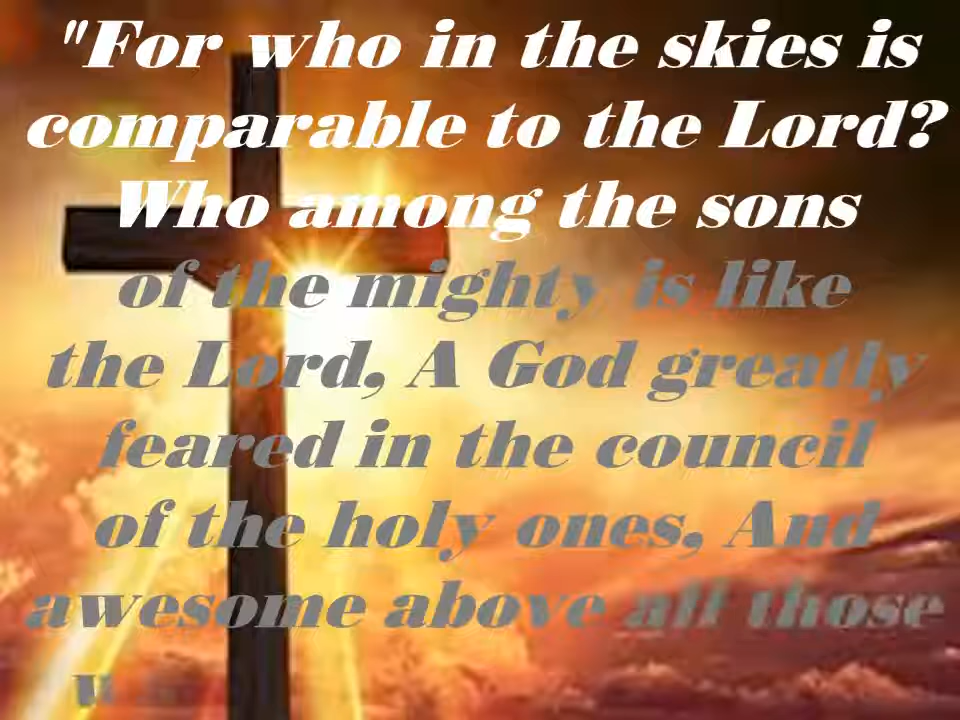 "For who in the skies is
comparable to the Lord?
Who among the sons
of the mighty is like
the Lord, A God greatly
feared in the council
of the holy ones, And
awesome above all those